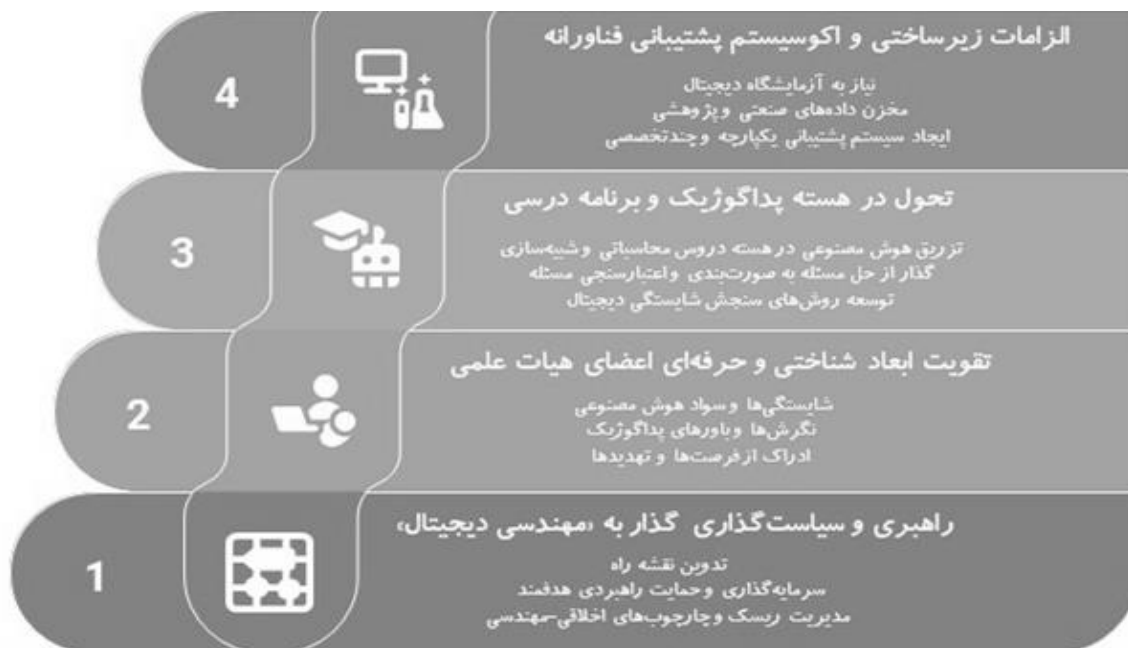 الزامات زیرساختی و اکوسیستم پشتیبانی فناورانه
4
نیاز به آزمایشگاه دیجیتال
مخزن داده‌های صنعتی و پژوهشی
ایجاد سیستم پشتیبانی یکپارچه و چندتخصصی
تحول در هسته پداگوژیک و برنامه درسی
3
تزریق هوش مصنوعی در هسته دروس محاسباتی و شبیه‌سازی
گذار از حل مسئله به صورت‌بندی و اعتبارسنجی مسئله
توسعه روش‌های سنجش شایستگی دیجیتال
تقویت ابعاد شناختی و حرفه‌ای اعضای هیات علمی
2
شایستگی‌ها و سواد هوش مصنوعی
نگرش‌ها و باورهای پداگوژیک
ادراک از فرصت‌ها و تهدیدها
راهبری و سیاست‌گذاری گذار به «مهندسی دیجیتال»
1
تدوین نقشه راه
سرمایه‌گذاری و حمایت راهبردی هدفمند
مدیریت ریسک و چارچوب‌های اخلاقی-مهندسی